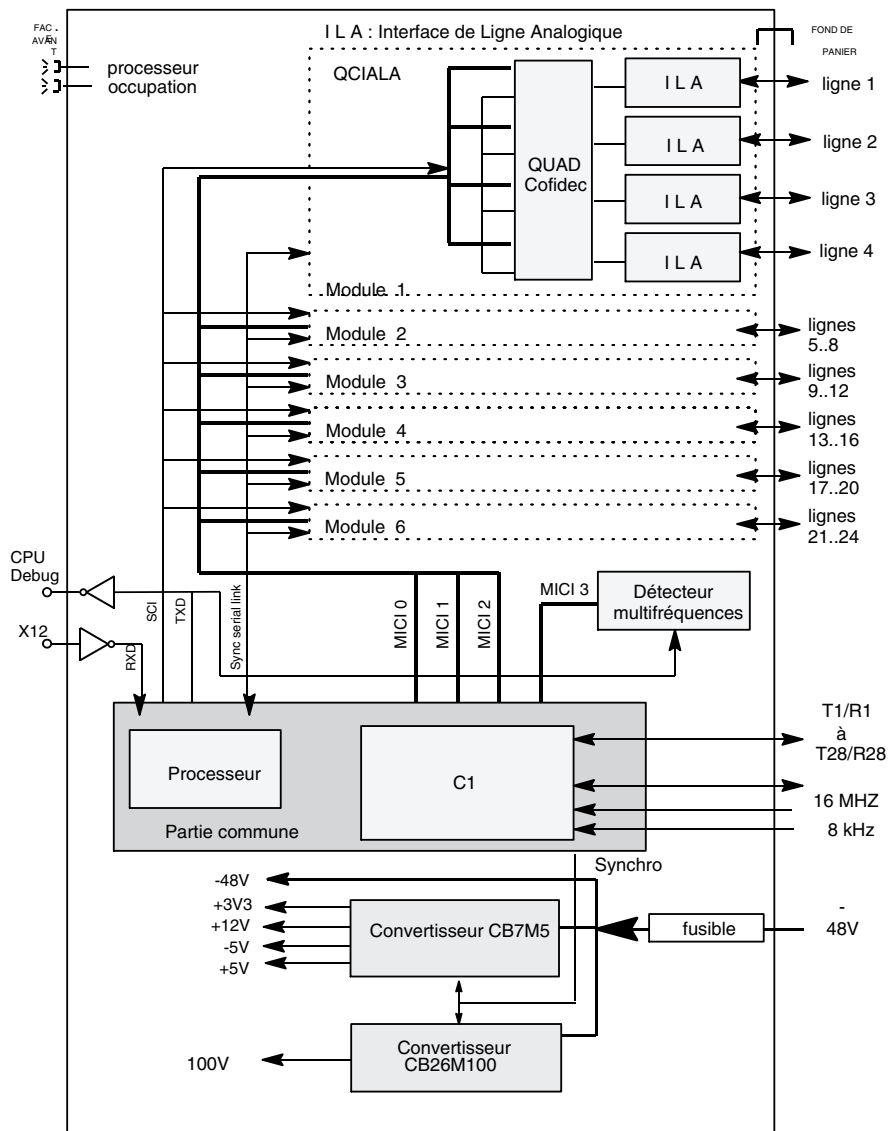 I L A : Interface de Ligne Analogique
FAC
E
AVAN
T
FOND DE
PANIER
processeur
occupation
QCIALA
QUAD
Cofidec
I L A
I L A
I L A
I L A
ligne 1
ligne 2
ligne 3
ligne 4
Module 1
Module 2
lignes
5..8
Module 3
lignes
9..12
Module 4
lignes
13..16
Module 5
lignes
17..20
Module 6
lignes
21..24
CPU
Debug
X12
RXD
SCI
TXD
Sync serial link
MICI 0
MICI 1
MICI 2
MICI 3
Détecteur
multifréquences
Processeur
Partie commune
C1
T1/R1
à
T28/R28
16 MHZ
8 kHz
Synchro
-48V
+3V3
+12V
-5V
+5V
Convertisseur CB7M5
fusible
-
48V
100V
Convertisseur
CB26M100